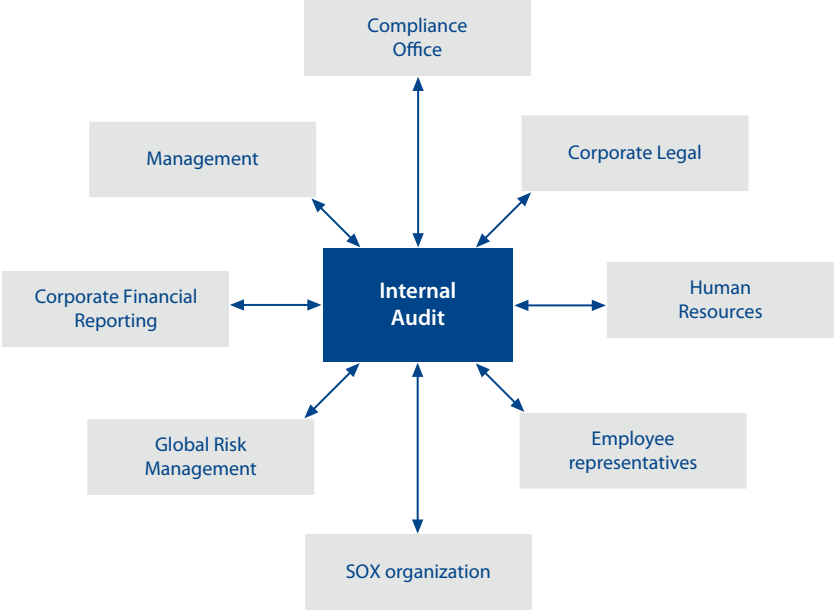 Compliance
Office
Management
Corporate Legal
Corporate Financial
Reporting
Internal
Audit
Human
Resources
Global Risk
Management
Employee
representatives
SOX organization